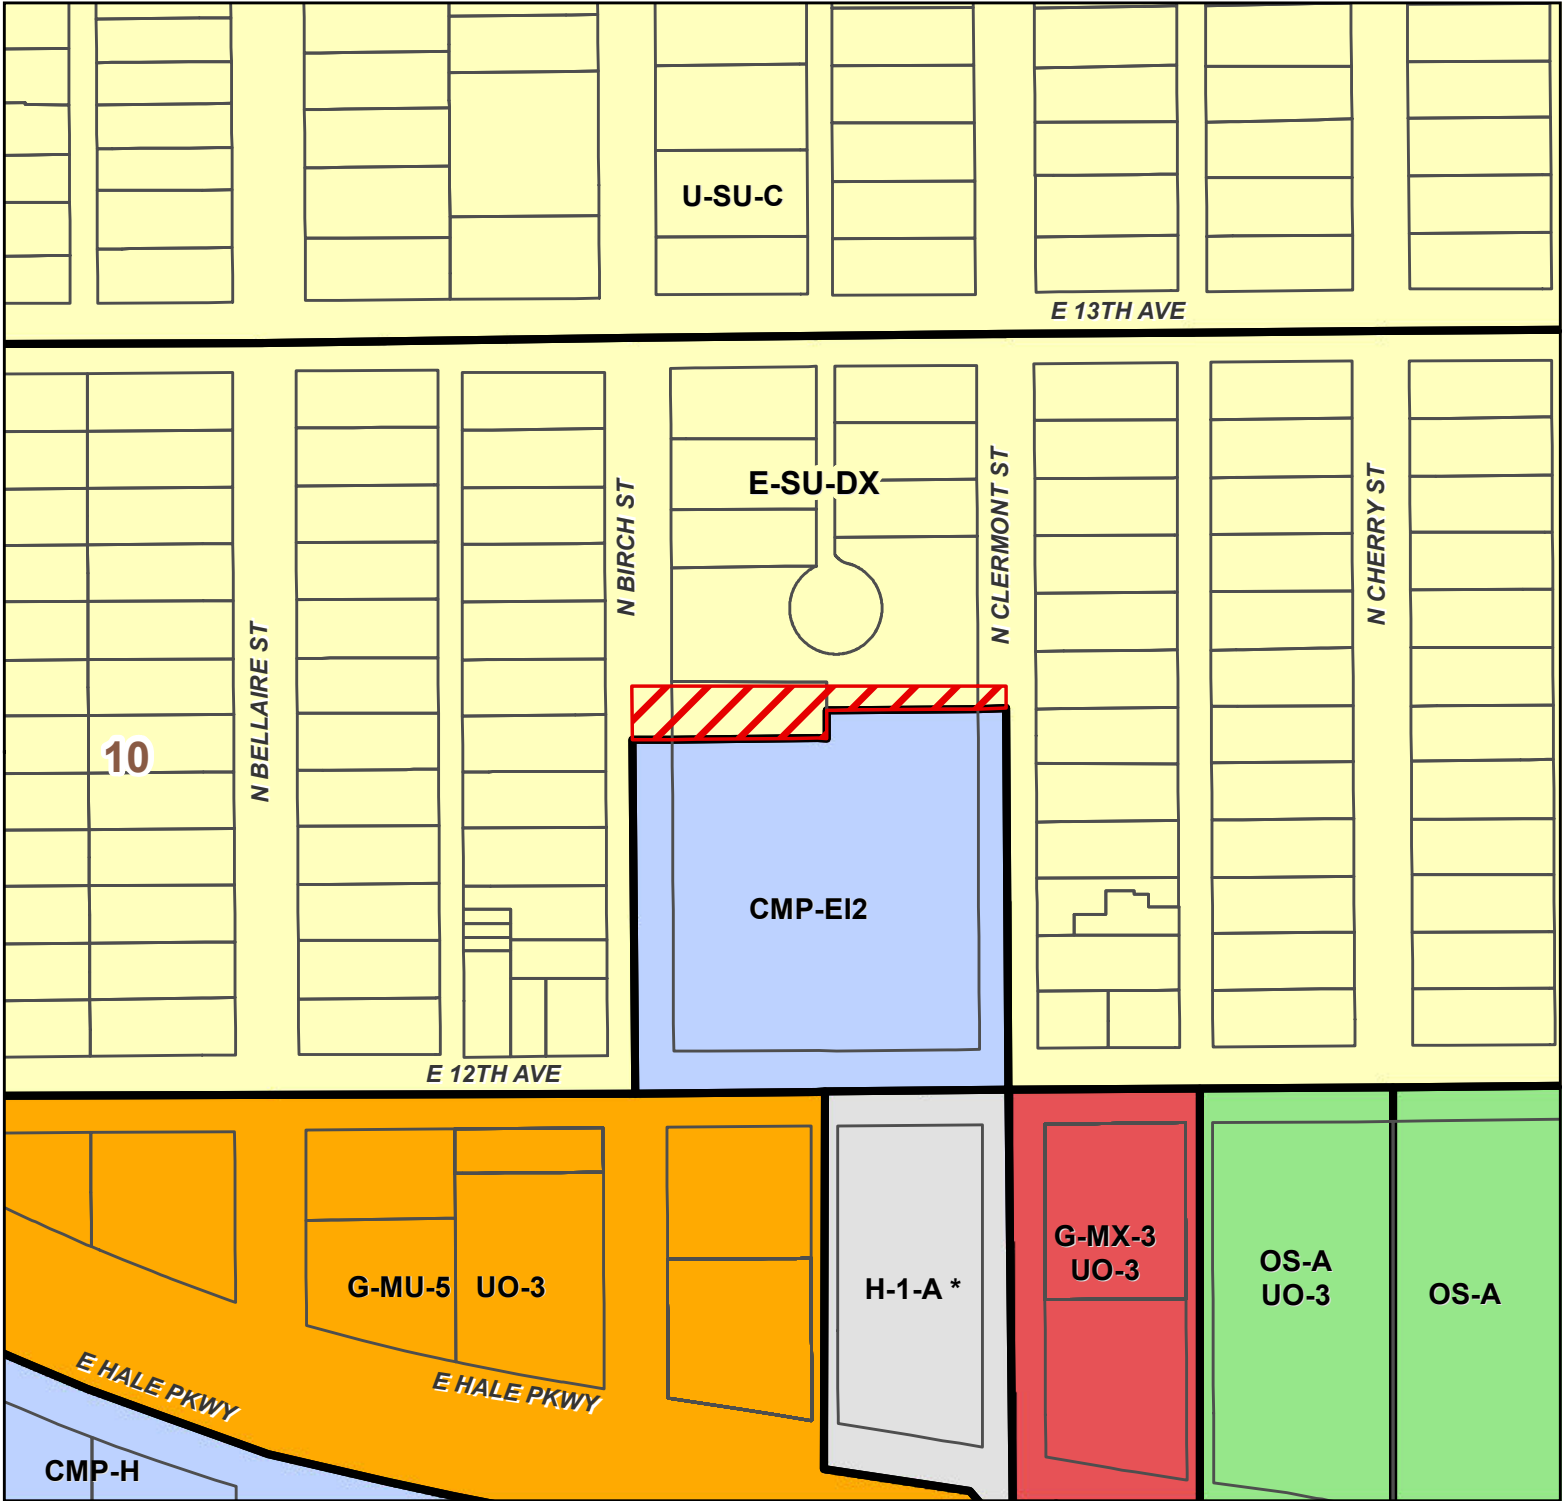 U-SU-C
E 13TH AVE
E-SU-DX
N BIRCH ST
N CLERMONT ST
N CHERRY ST
N BELLAIRE ST
10
CMP-EI2
E 12TH AVE
G-MU-5 UO-3
H-1-A *
G-MX-3
UO-3
OS-A
UO-3
OS-A
E HALE PKWY
E HALE PKWY
CMP-H